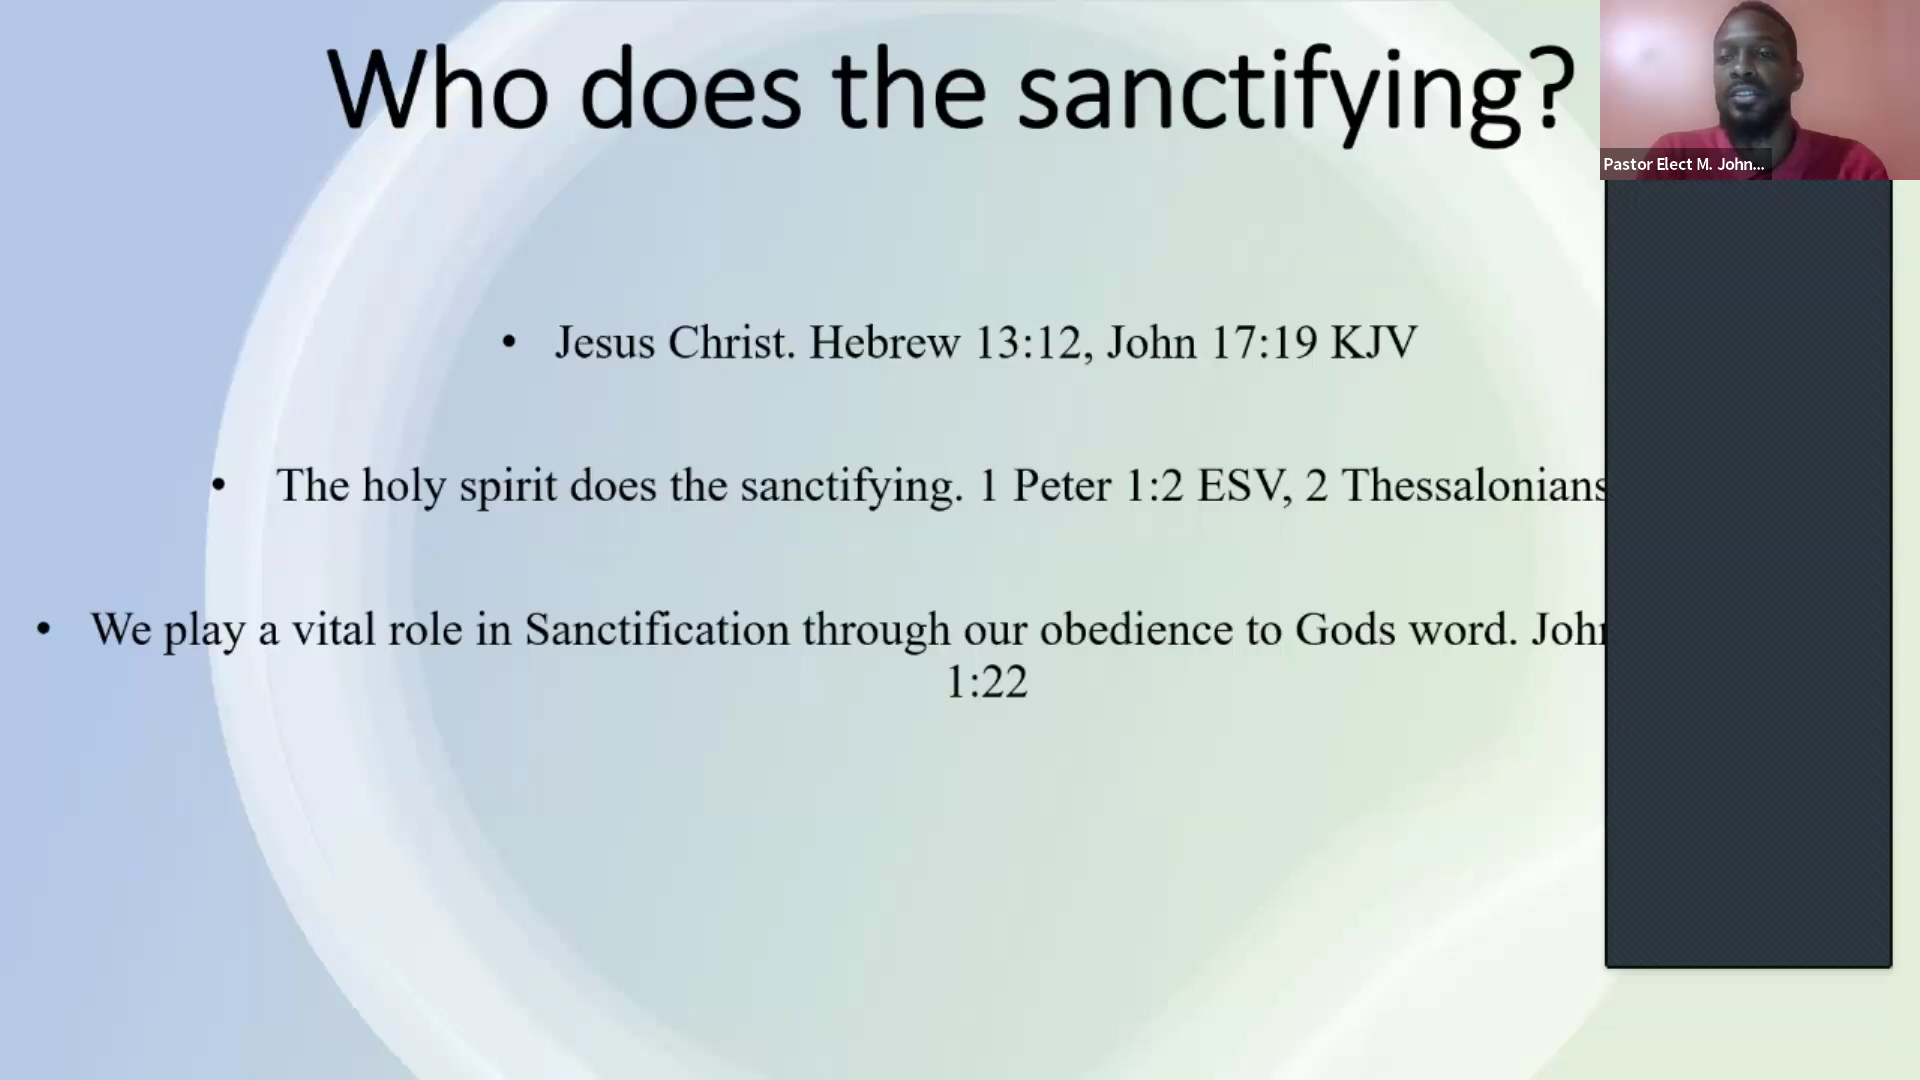 Who does the sanctifying?
Pastor Elect M. John...
• Jesus Christ. Hebrew 13:12, John 17:19 KJV
• The holy spirit does the sanctifying. 1 Peter 1:2 ESV, 2 Thessalonians
• We play a vital role in Sanctification through our obedience to Gods word. John
1:22